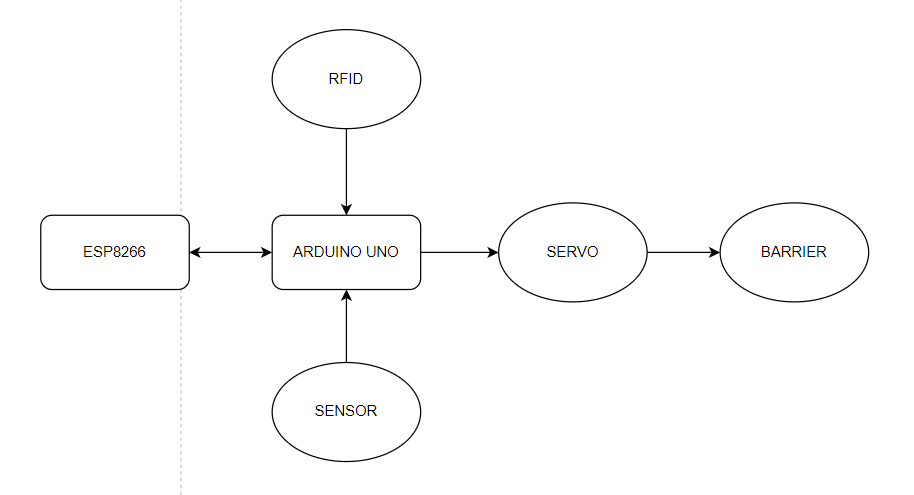 RFID
ESP8266
ARDUINO UNO
SERVO
BARRIER
SENSOR